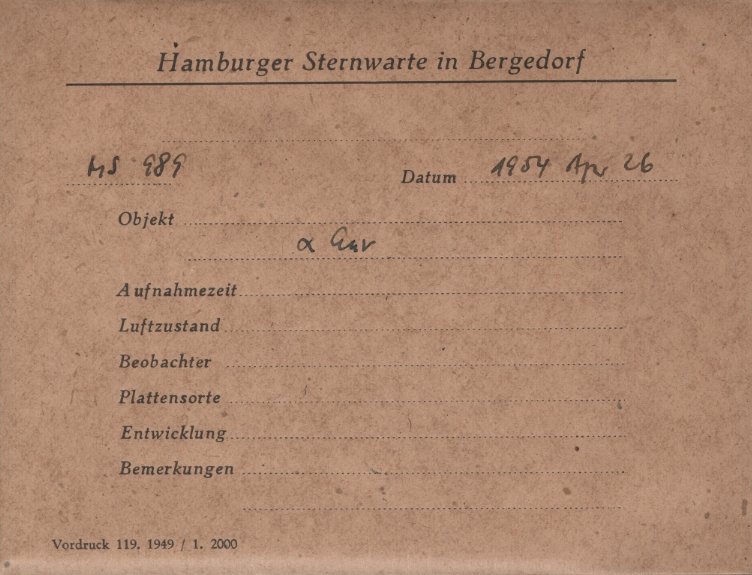 Hamburger Sternwarte in Bergedorf
MS 989
Datum 1954 Apr 26
Objekt
α
Aufnahmezeit
Luftzustand
Beobachter
Plattensorte
Entwicklung
Bemerkungen
Vordruck 119. 1949 / 1. 2000